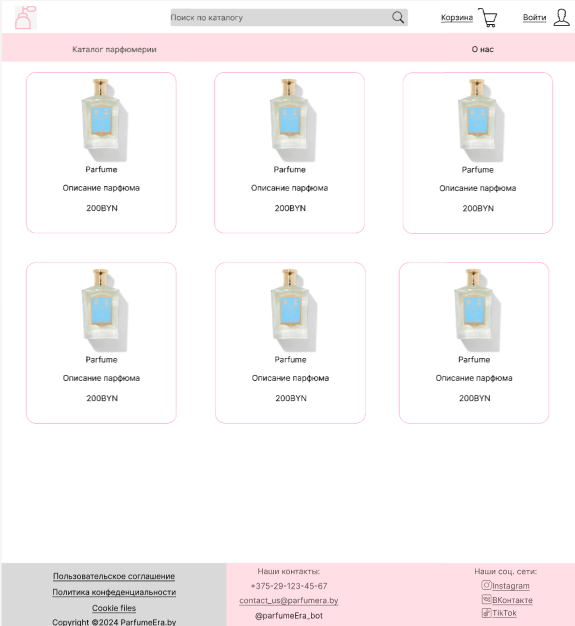 Поиск по каталогу
Корзина
Войти
Каталог парфюмерии
О нас
Parfume
Описание парфюма
200BYN
Parfume
Описание парфюма
200BYN
Parfume
Описание парфюма
200BYN
Parfume
Описание парфюма
200BYN
Parfume
Описание парфюма
200BYN
Parfume
Описание парфюма
200BYN
Пользовательское соглашение
Политика конфеденциальности
Cookie files
Copyright ©2024 ParfumeEra.by
Наши контакты:
+375-29-123-45-67
contact_us@parfumera.by
@parfumeEra_bot
Наши соц. сети:
Instagram
ВКонтакте
TikTok